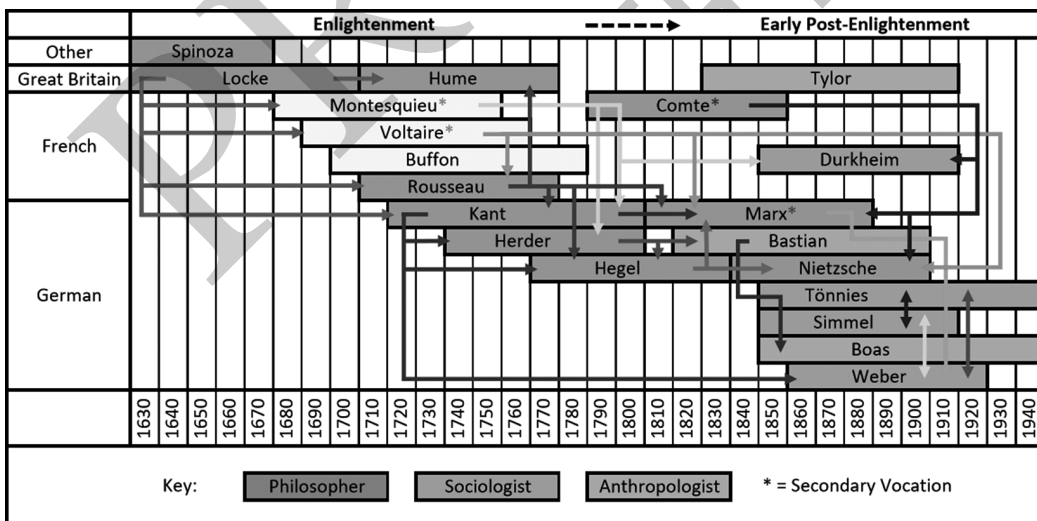 Enlightenment Early Post-Enlightenment
Other Spinoza
Great Britain Locke Hume Tylor
Montesquieu* Comte*
French Voltaire*
Buffon Durkheim
Rousseau
Kant Marx*
Herder Bastian
Hegel Nietzsche
German Tönnies
Simmel
Boas
Weber
1630 1640 1650 1660 1670 1680 1690 1700 1710 1720 1730 1740 1750 1760 1770 1780 1790 1800 1810 1820 1830 1840 1850 1860 1870 1880 1890 1900 1910 1920 1930 1940
Key: Philosopher Sociologist Anthropologist * = Secondary Vocation